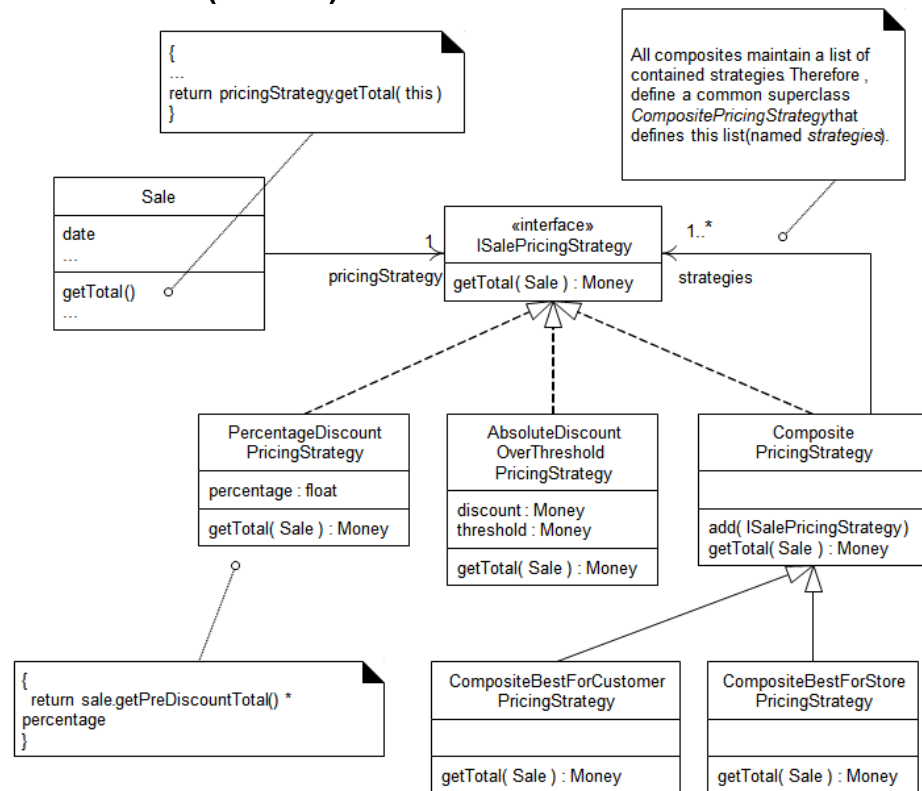 {
...
return pricingStrategy.getTotal( this )
}
All composites maintain a list of
contained strategies. Therefore ,
define a common superclass
CompositePricingStrategy that
defines this list (named strategies).
Sale
date
...
getTotal()
...
1
pricingStrategy
«interface»
ISalePricingStrategy
getTotal( Sale ) : Money
1..*
strategies
PercentageDiscount
PricingStrategy
percentage : float
getTotal( Sale ) : Money
AbsoluteDiscount
OverThreshold
PricingStrategy
discount : Money
threshold : Money
getTotal( Sale ) : Money
Composite
PricingStrategy
add( ISalePricingStrategy )
getTotal( Sale ) : Money
{
return sale.getPreDiscountTotal() *
percentage
}
CompositeBestForCustomer
PricingStrategy
getTotal( Sale ) : Money
CompositeBestForStore
PricingStrategy
getTotal( Sale ) : Money